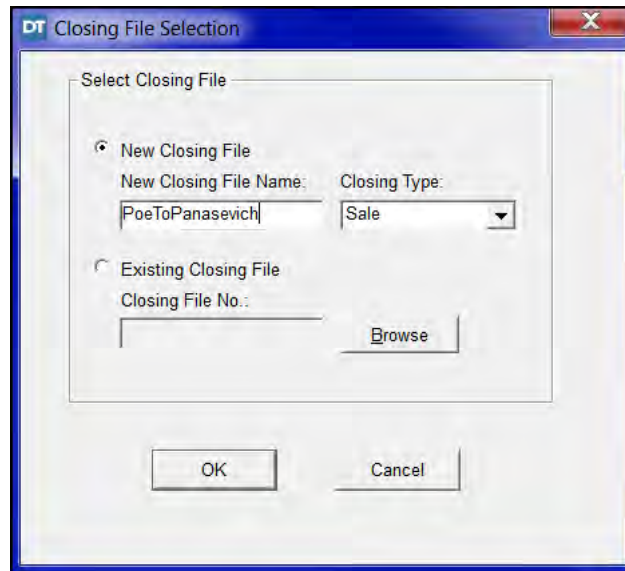 DT Closing File Selection
X
Select Closing File
New Closing File
New Closing File Name: Closing Type:
PoeToPanasevich Sale
Existing Closing File
Closing File No.:
Browse
OK Cancel